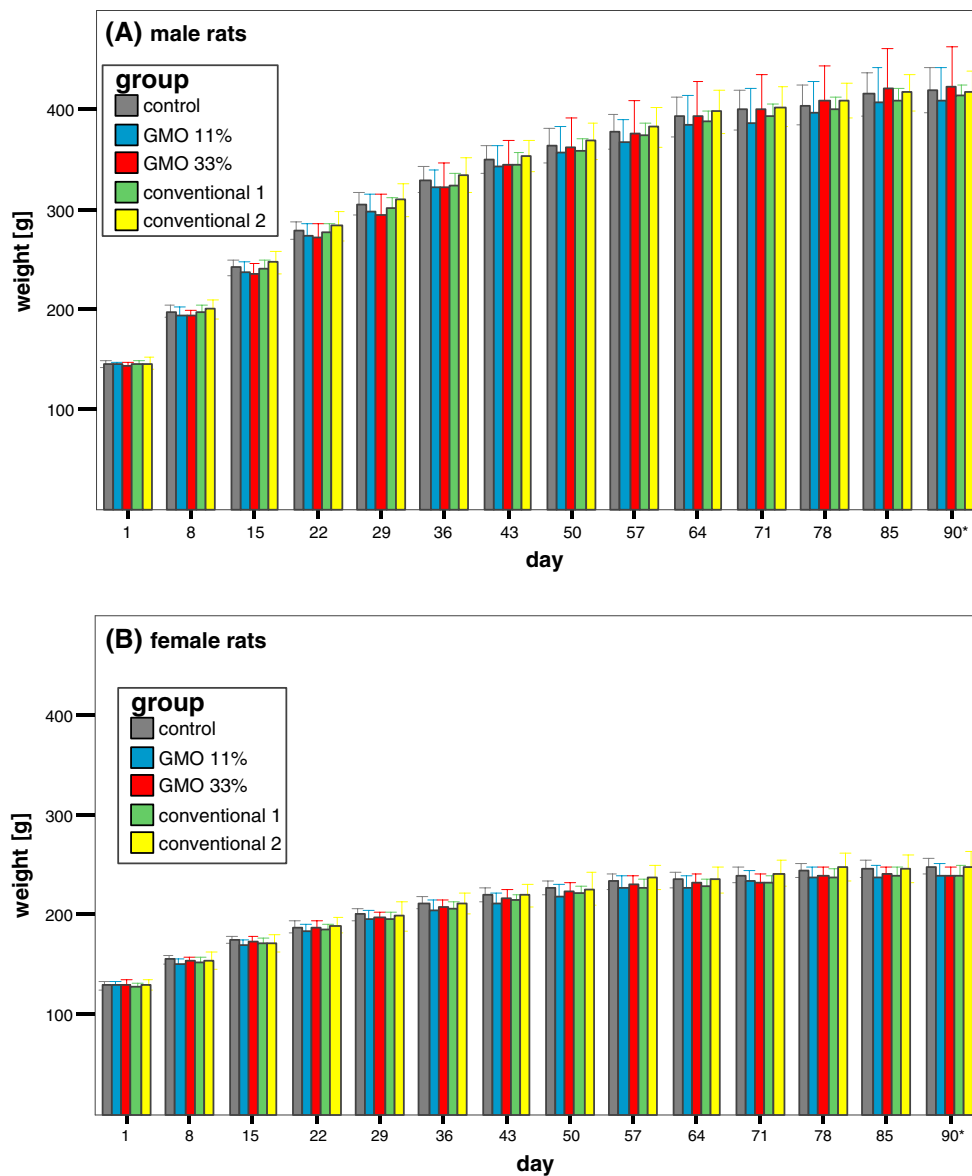 (A) male rats
group
control
GMO 11%
GMO 33%
conventional 1
conventional 2
weight [g]
400
300
200
100
1 8 15 22 29 36 43 50 57 64 71 78 85 90*
day
(B) female rats
group
control
GMO 11%
GMO 33%
conventional 1
conventional 2
weight [g]
400
300
200
100
1 8 15 22 29 36 43 50 57 64 71 78 85 90*
day